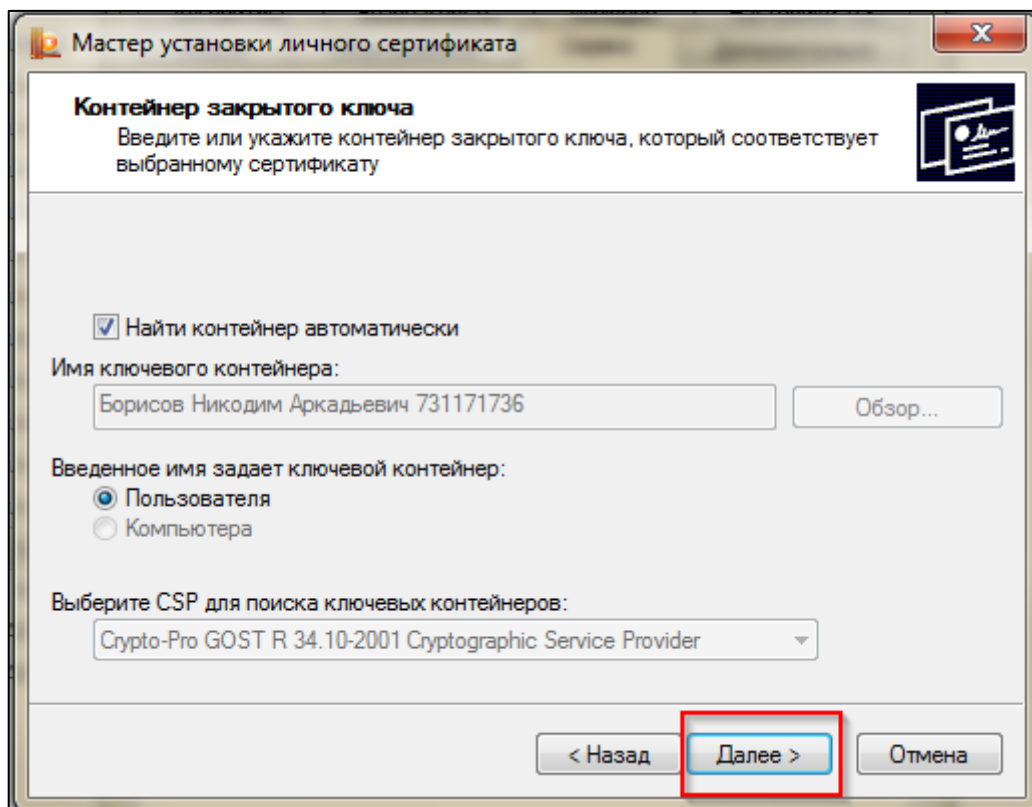 Мастер установки личного сертификата
Контейнер закрытого ключа
Введите или укажите контейнер закрытого ключа, который соответствует
выбранному сертификату
Найти контейнер автоматически
Имя ключевого контейнера:
Борисов Никодим Аркадьевич 731171736
Обзор...
Введенное имя задает ключевой контейнер:
Пользователя
Компьютера
Выберите CSP для поиска ключевых контейнеров:
Crypto-Pro GOST R 34.10-2001 Cryptographic Service Provider
< Назад Далее > Отмена